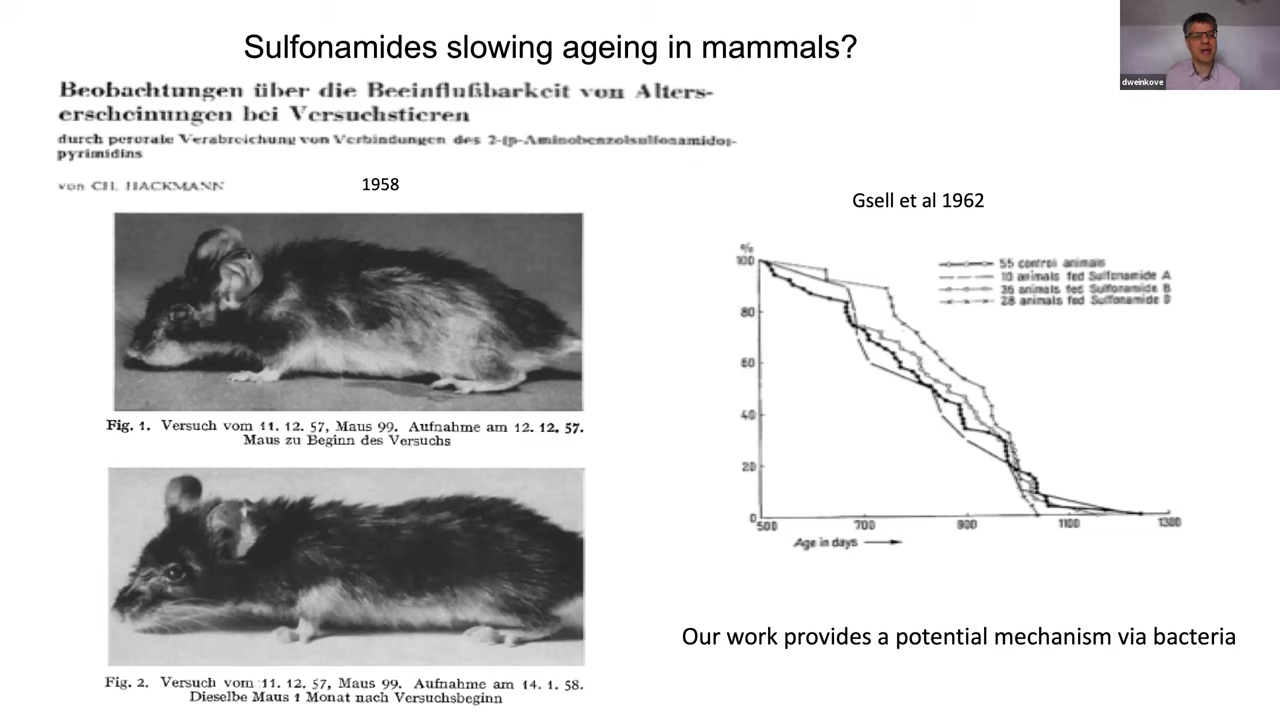 Sulfonamides slowing ageing in mammals?
dweinkove
Beobachtungen über die Beeinflußbarkeit von Alters-
erscheinungen bei Versuchstieren
durch perorale Verabreichung von Verbindungen des 2-(p-Aminobenzolsulfonamido)-
pyrimidins
von CH. HACKMANN
1958
Fig. 1. Versuch vom 11. 12. 57, Maus 99. Aufnahme am 12. 12. 57.
Maus zu Beginn des Versuchs
Fig. 2. Versuch vom 11. 12. 57, Maus 99. Aufnahme am 14. 1. 58.
Dieselbe Maus 1 Monat nach Versuchsbeginn
Gsell et al 1962
%
100
80
60
40
20
0
500 700 900 1100 1300
Age in days
55 control animals
10 animals fed Sulfonamide A
36 animals fed Sulfonamide B
28 animals fed Sulfonamide D
Our work provides a potential mechanism via bacteria